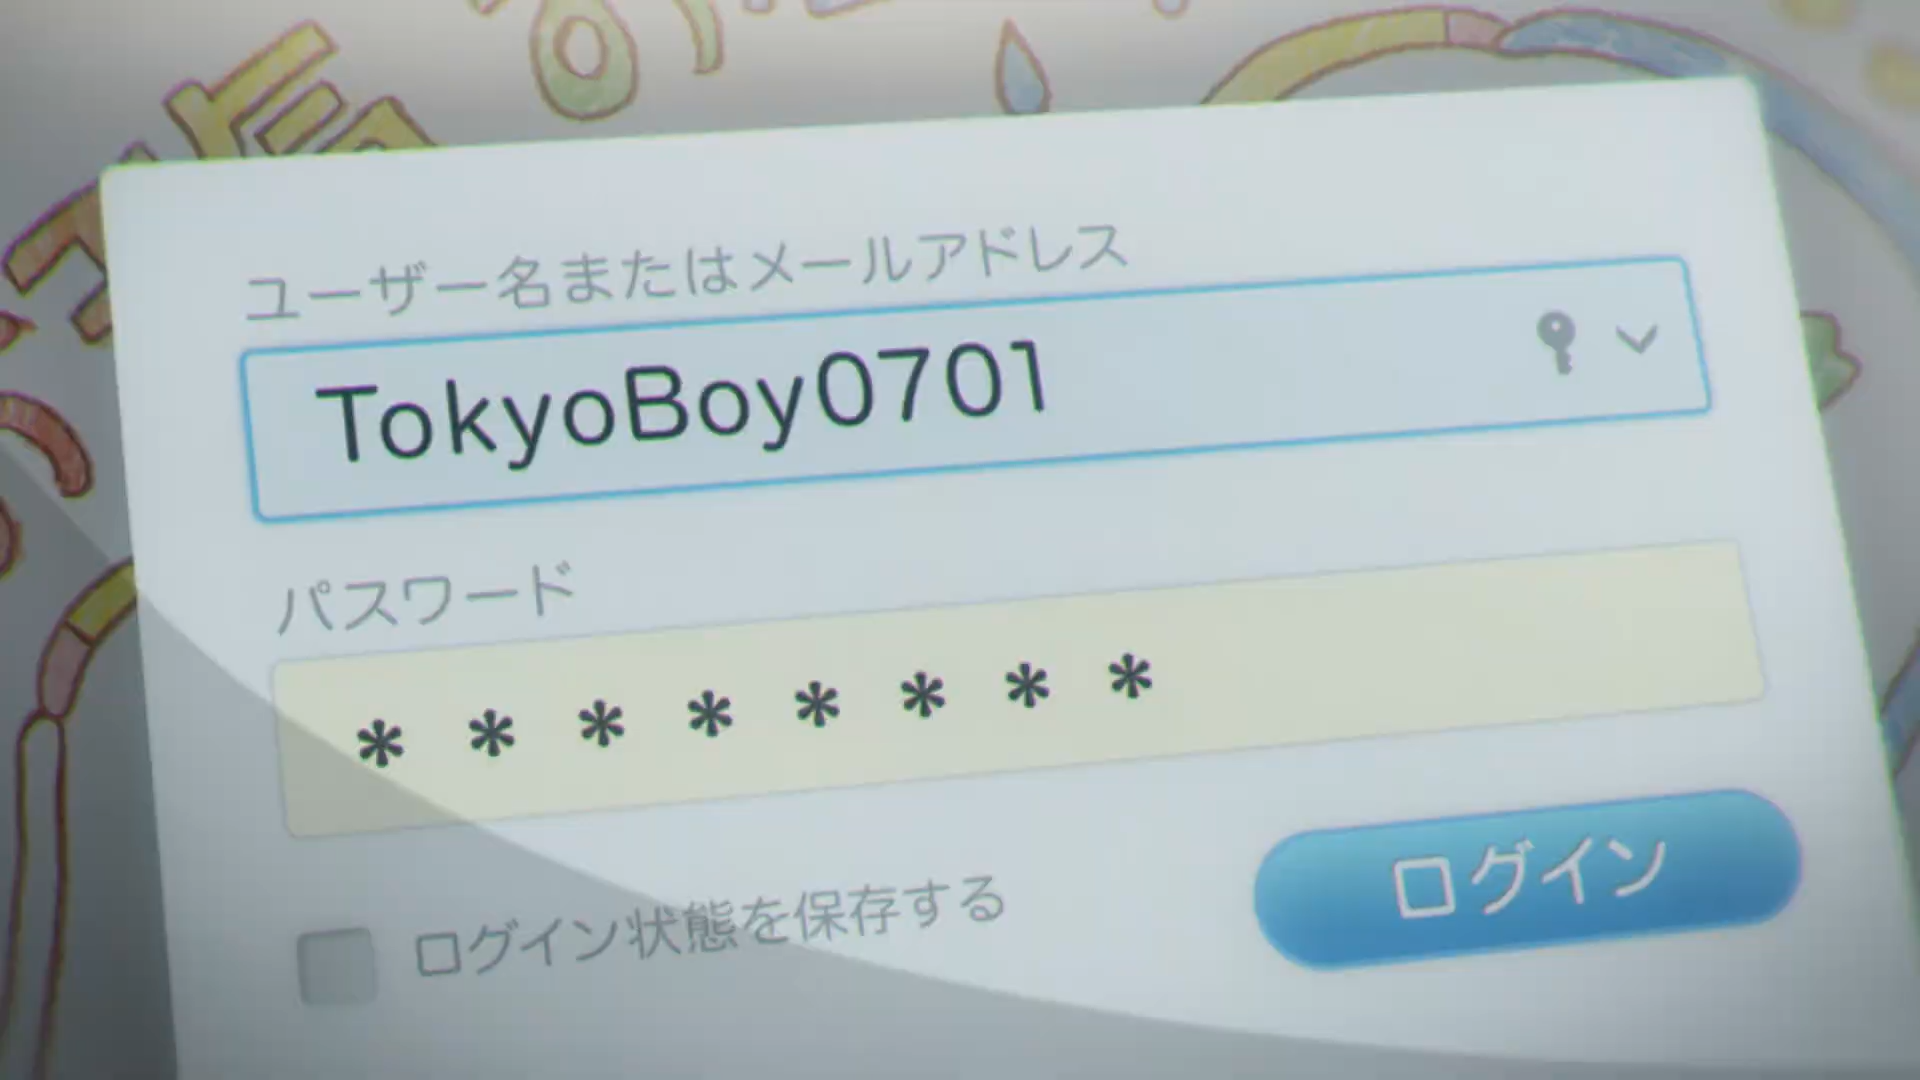 ユーザー名またはメールアドレス
TokyoBoy0701
パスワード
********
ログイン状態を保存する
ログイン